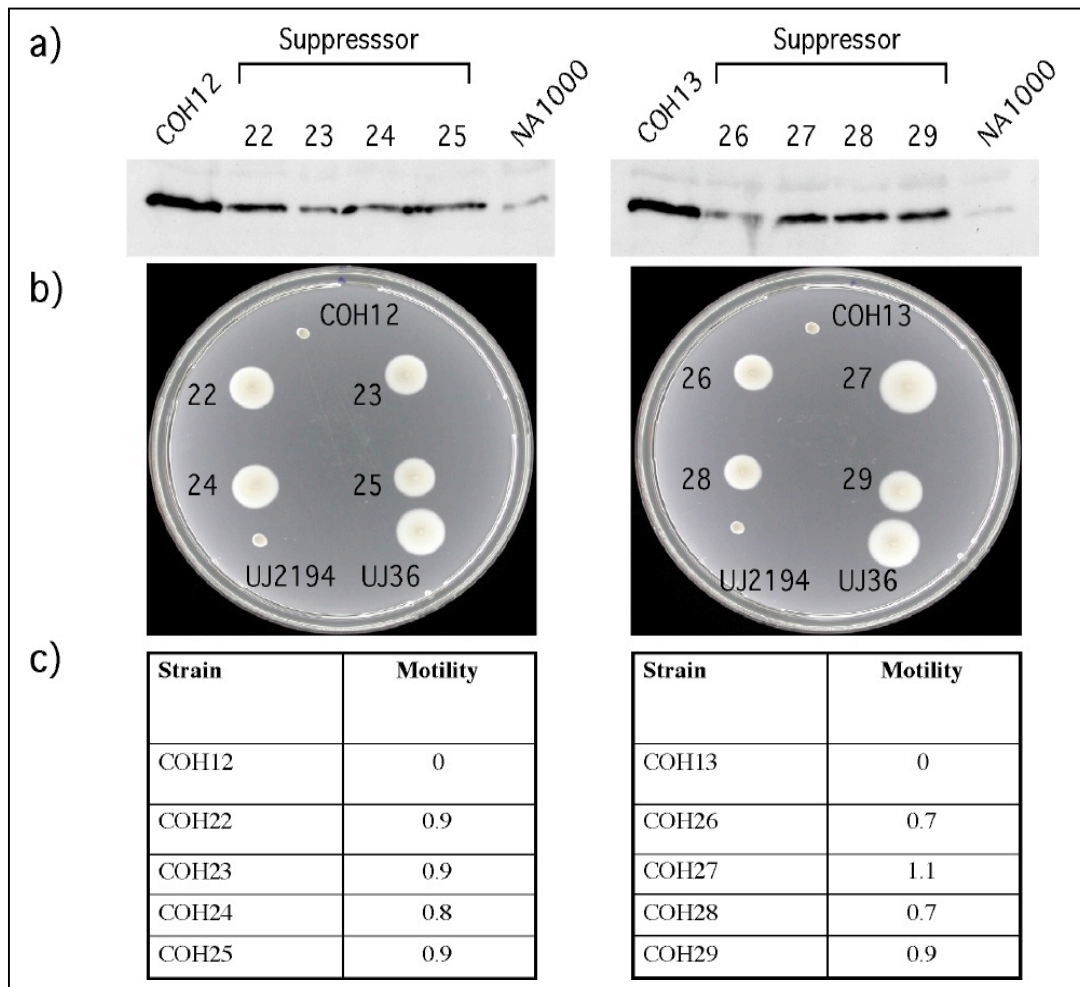 a)
Suppresssor
COH12 22 23 24 25 NA1000
Suppresssor
COH13 26 27 28 29 NA1000
b)
COH12
22 23
24 25
UJ2194 UJ36
COH13
26 27
28 29
UJ2194 UJ36
c)
Strain Motility
COH12 0
COH22 0.9
COH23 0.9
COH24 0.8
COH25 0.9
Strain Motility
COH13 0
COH26 0.7
COH27 1.1
COH28 0.7
COH29 0.9